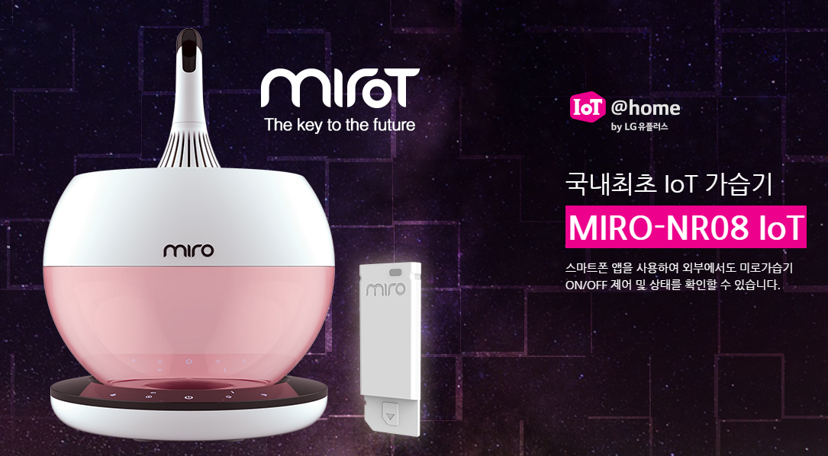 miroT
The key to the future
IoT @home
by LG유플러스
국내최초 IoT 가습기
MIRO-NR08 IoT
스마트폰 앱을 사용하여 외부에서도 미로가습기
ON/OFF 제어 및 상태를 확인할 수 있습니다.
miro
miro